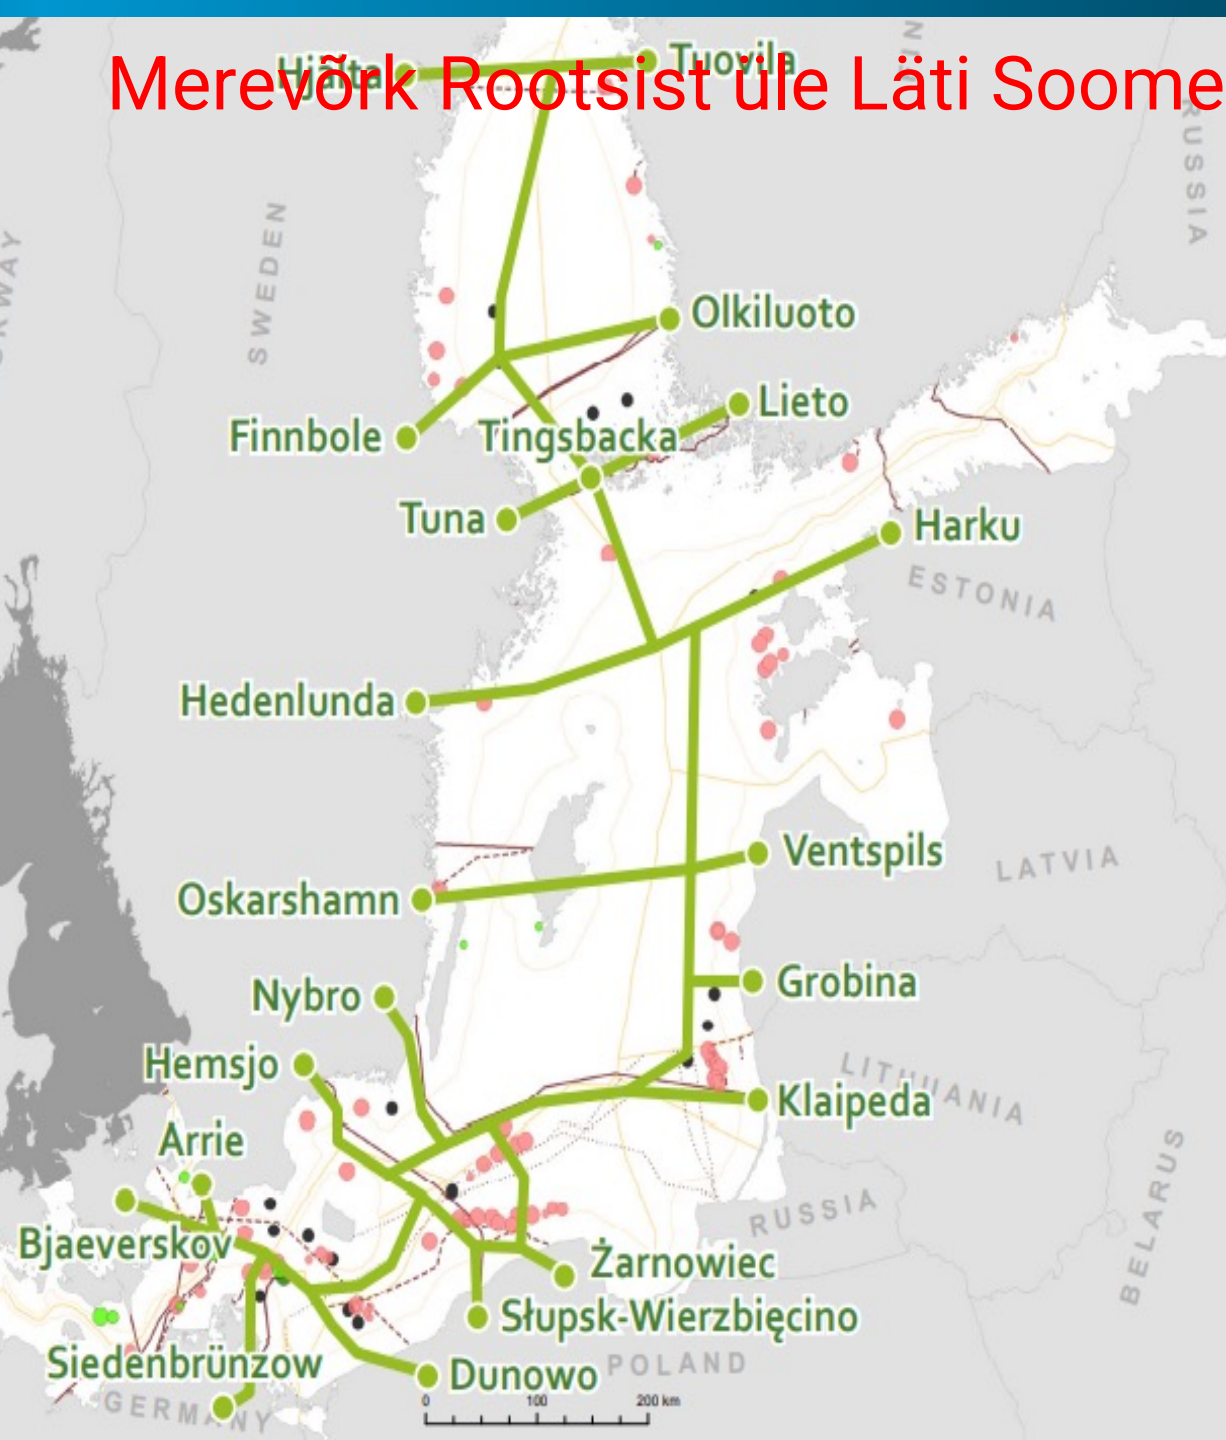 Merevõrk Rootsist üle Läti Soome
Hjälta
Tuovila
RUSSIA
SWEDEN
Olkiluoto
Lieto
Finnbole
Tingsbacka
Tuna
Harku
ESTONIA
Hedenlunda
Ventspils
LATVIA
Oskarshamn
Grobina
Nybro
Hemsjo
LITHUANIA
Klaipeda
Arrie
BELARUS
RUSSIA
Bjaeverskov
Żarnowiec
Słupsk-Wierzbięcino
Siedenbrünzow
POLAND
Dunowo
GERMANY
0 100 200 km